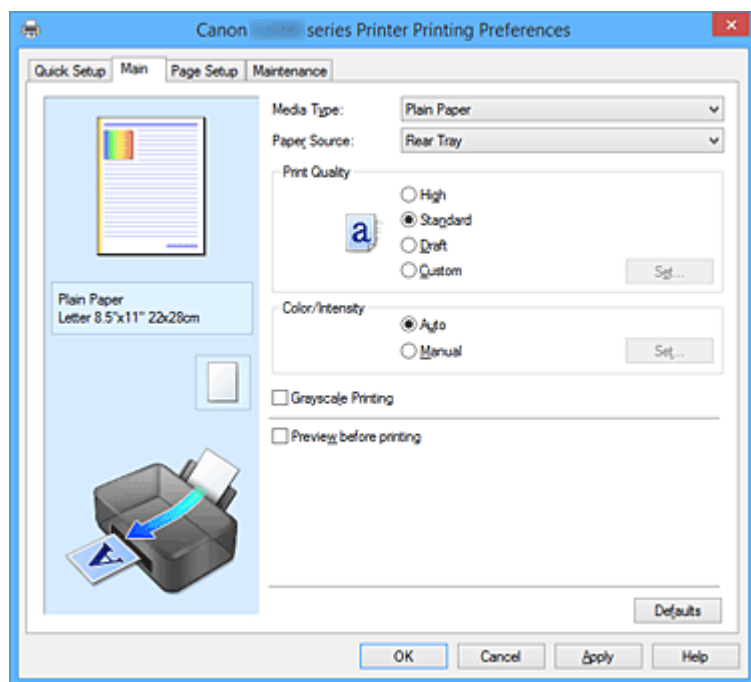 Canon series Printer Printing Preferences
Quick Setup Main Page Setup Maintenance
Media Type: Plain Paper
Paper Source: Rear Tray
Print Quality
High
a Standard
Draft
Custom Set...
Plain Paper
Letter 8.5"x11" 22x28cm
Color/Intensity
Auto
Manual Set...
Grayscale Printing
Preview before printing
A
Defaults
OK Cancel Apply Help